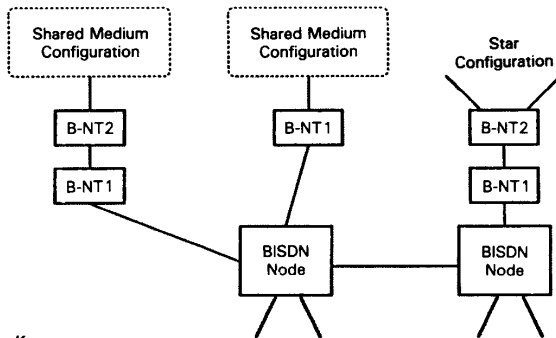 Shared Medium
Configuration
Shared Medium
Configuration
Star
Configuration
B-NT2
B-NT1
B-NT2
B-NT1
B-NT1
BISDN
Node
BISDN
Node